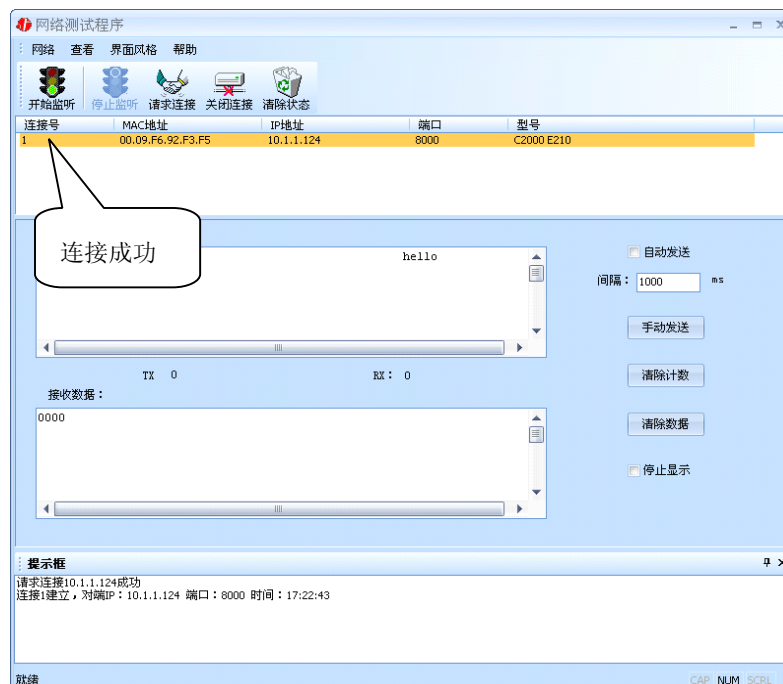 网络测试程序
网络 查看 界面风格 帮助
开始监听 停止监听 请求连接 关闭连接 清除状态
连接号 MAC地址 IP地址 端口 型号
1 00.09.F6.92.F3.F5 10.1.1.124 8000 C2000 E210
连接成功
hello
自动发送
间隔： 1000 ms
手动发送
TX 0 RX： 0
清除计数
接收数据：
0000
清除数据
停止显示
提示框
请求连接10.1.1.124成功
连接1建立，对端IP：10.1.1.124 端口：8000 时间：17:22:43
就绪
CAP NUM SCRL